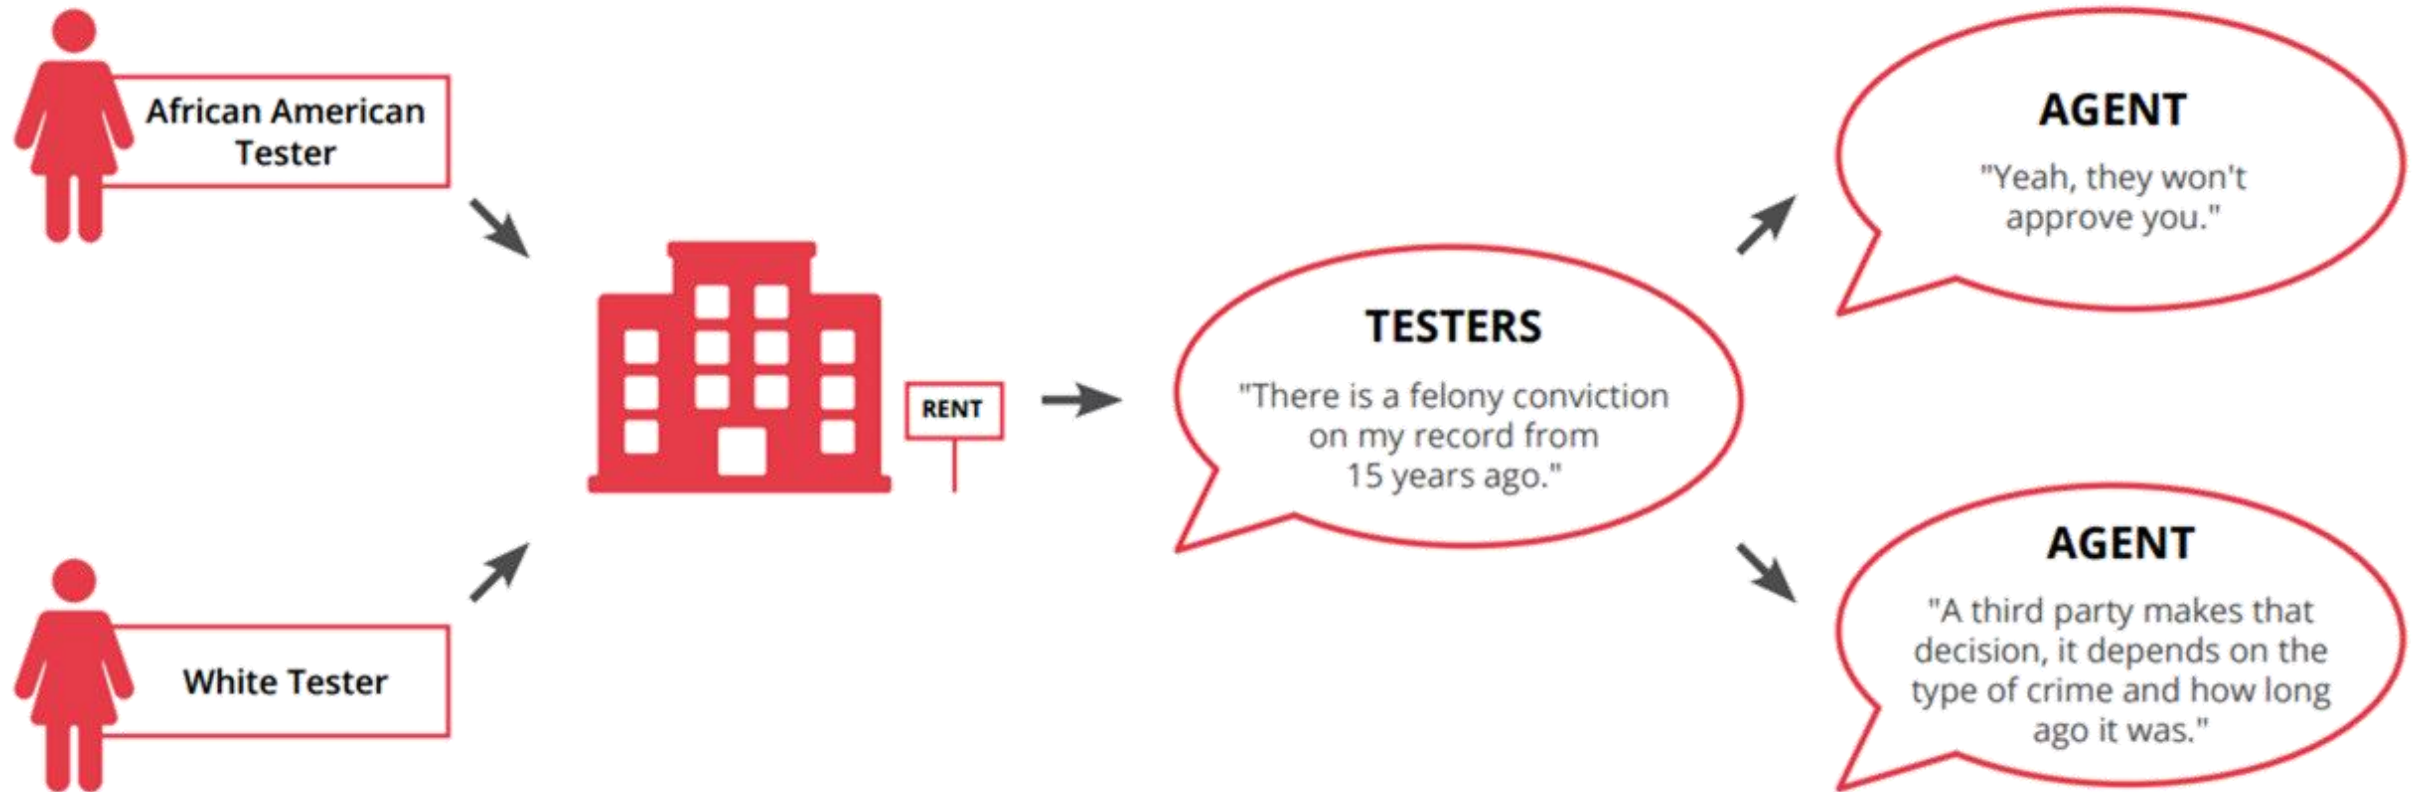 African American
Tester
White Tester
RENT
TESTERS
"There is a felony conviction
on my record from
15 years ago."
AGENT
"Yeah, they won't
approve you."
AGENT
"A third party makes that
decision, it depends on the
type of crime and how long
ago it was."